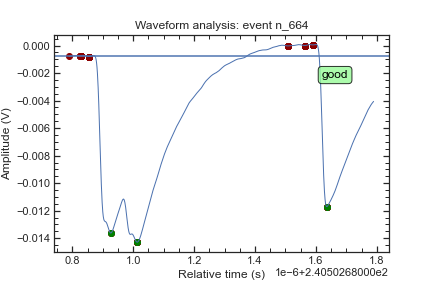 Waveform analysis: event n_664
Amplitude (V)
0.000
−0.002
−0.004
−0.006
−0.008
−0.010
−0.012
−0.014
good
0.8 1.0 1.2 1.4 1.6 1.8
1e-6+2.4050268000e2
Relative time (s)